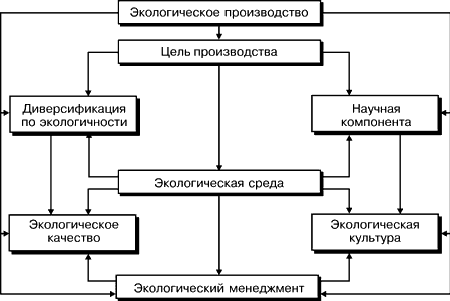 Экологическое производство
Цель производства
Диверсификация
по экологичности
Научная
компонента
Экологическая среда
Экологическое
качество
Экологическая
культура
Экологический менеджмент